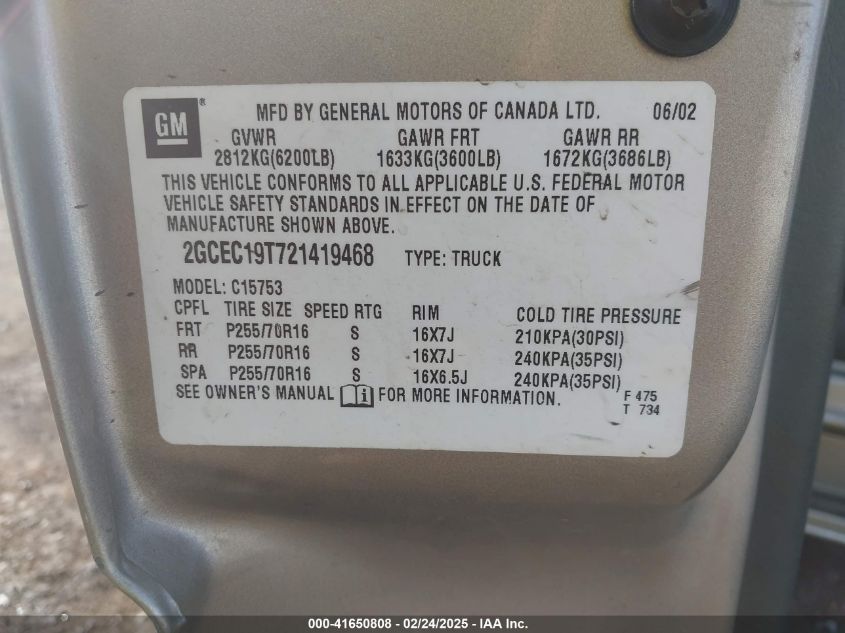 GM® MFD BY GENERAL MOTORS OF CANADA LTD. 06/02
GVWR GAWR FRT GAWR RR
2812KG(6200LB) 1633KG(3600LB) 1672KG(3686LB)
THIS VEHICLE CONFORMS TO ALL APPLICABLE U.S. FEDERAL MOTOR
VEHICLE SAFETY STANDARDS IN EFFECT ON THE DATE OF
MANUFACTURE SHOWN ABOVE.
2GCEC19T721419468 TYPE: TRUCK
MODEL: C15753
CPFL TIRE SIZE SPEED RTG RIM COLD TIRE PRESSURE
FRT P255/70R16 S 16X7J 210KPA(30PSI)
RR P255/70R16 S 16X7J 240KPA(35PSI)
SPA P255/70R16 S 16X6.5J 240KPA(35PSI)
SEE OWNER'S MANUAL i FOR MORE INFORMATION. F 475
T 734
000-41650808 - 02/24/2025 - IAA Inc.